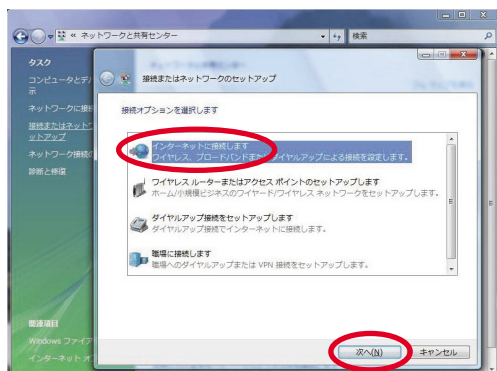 ネットワークと共有センター
検索
タスク
コンピュータとデバ
示
ネットワークに接続
接続またはネットワ
ットアップ
ネットワーク接続の
診断と修復
接続またはネットワークのセットアップ
接続オプションを選択します
インターネットに接続します
ワイヤレス、ブロードバンドまたはダイヤルアップによる接続を設定します。
ワイヤレス ルーターまたはアクセス ポイントのセットアップします
ホーム/小規模ビジネスのワイヤード/ワイヤレス ネットワークをセットアップします。
ダイヤルアップ接続をセットアップします
ダイヤルアップ接続でインターネットに接続します。
職場に接続します
職場へのダイヤルアップまたは VPN 接続をセットアップします。
関連項目
Windows ファイア
インターネット オ
次へ(N)
キャンセル